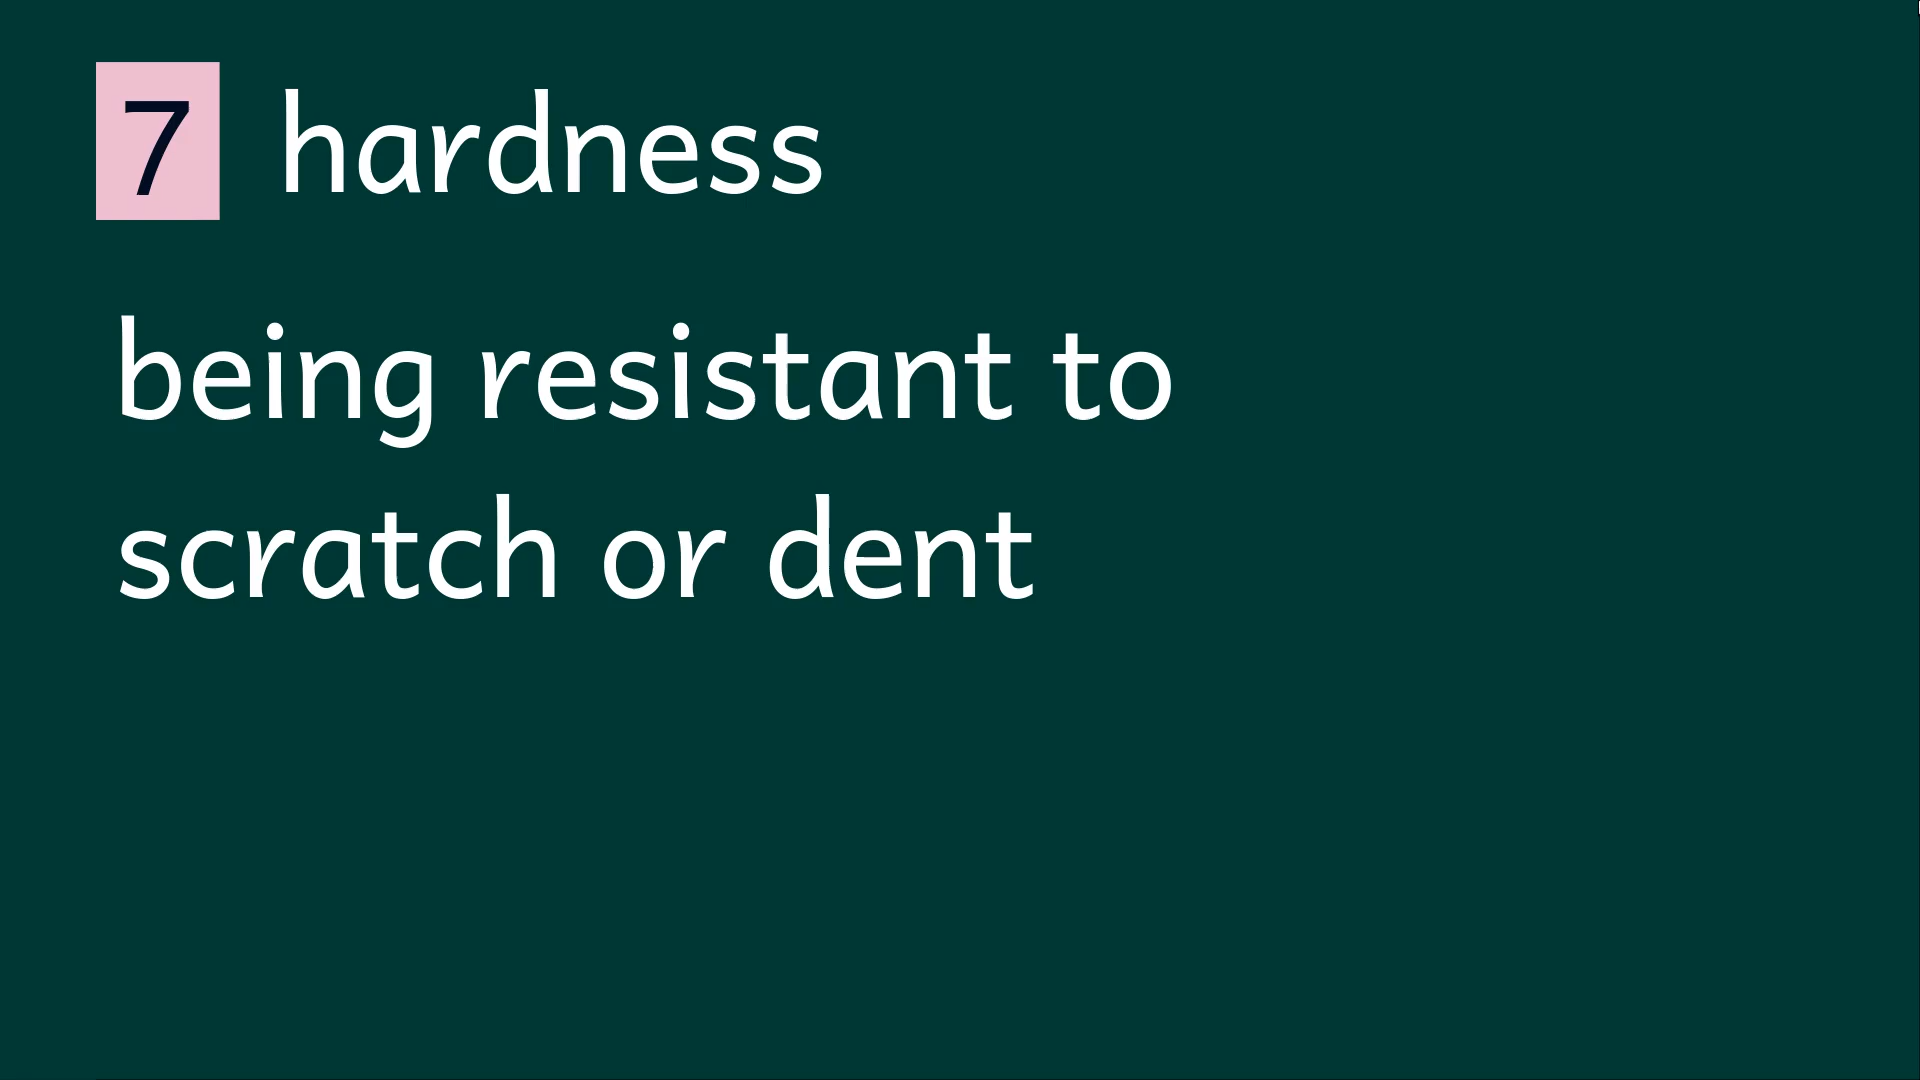 7 hardness
being resistant to
scratch or dent